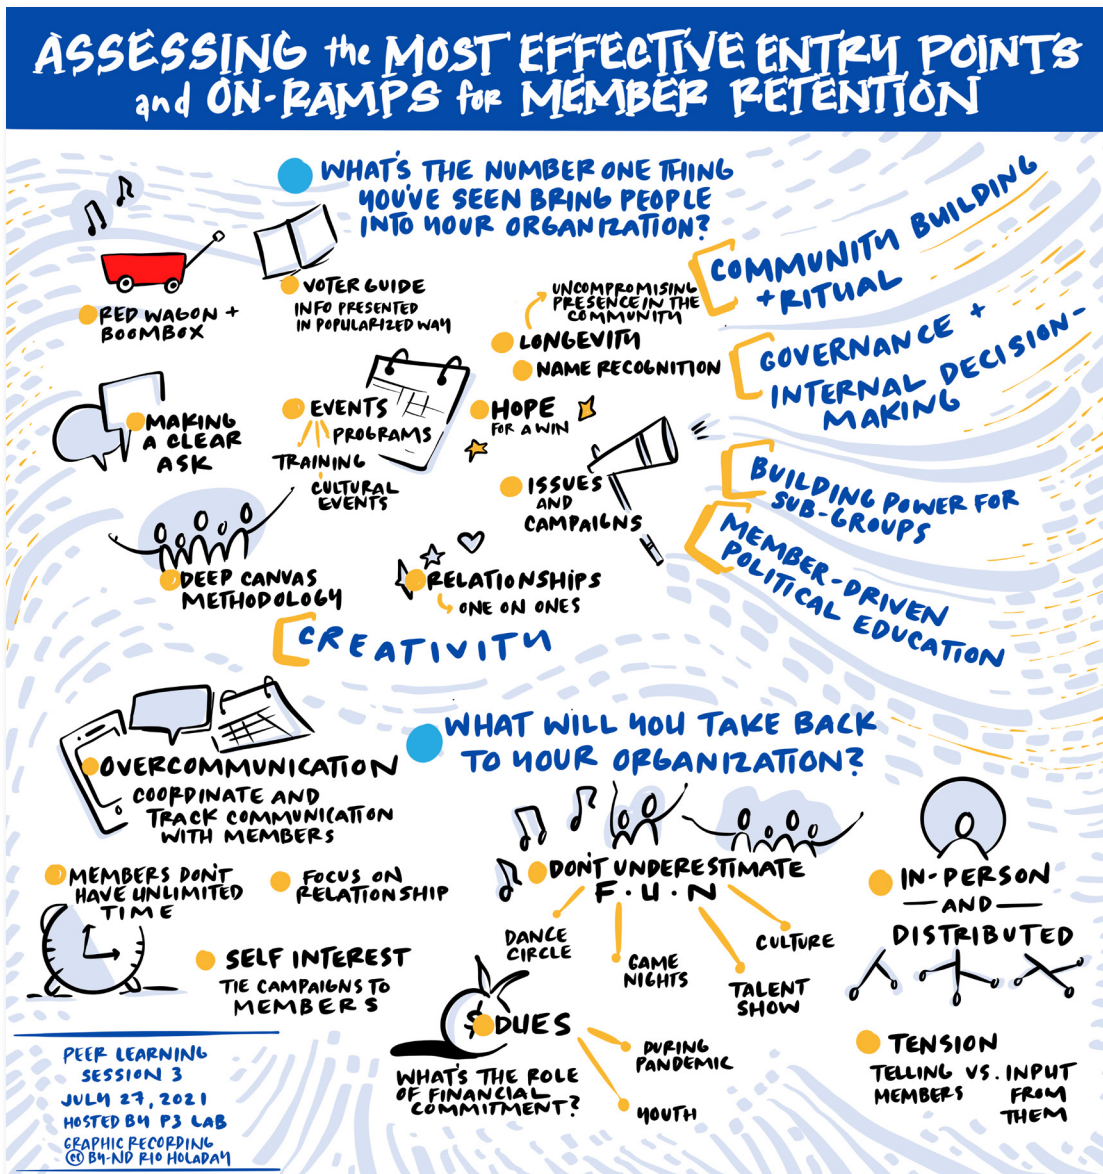 ASSESSING the MOST EFFECTIVE ENTRY POINTS
and ON-RAMPS for MEMBER RETENTION
WHAT'S THE NUMBER ONE THING
YOU'VE SEEN BRING PEOPLE
INTO YOUR ORGANIZATION?
RED WAGON +
BOOMBOX
VOTER GUIDE
INFO PRESENTED
IN POPULARIZED WAY
UNCOMPROMISING
PRESENCE IN THE
COMMUNITY
LONGEVITY
NAME RECOGNITION
MAKING
A CLEAR
ASK
EVENTS
PROGRAMS
TRAINING
CULTURAL
EVENTS
HOPE
FOR A WIN
ISSUES
AND
CAMPAIGNS
DEEP CANVAS
METHODOLOGY
RELATIONSHIPS
ONE ON ONES
CREATIVITY
COMMUNITY BUILDING
+ RITUAL
GOVERNANCE +
INTERNAL DECISION-
MAKING
BUILDING POWER FOR
SUB-GROUPS
MEMBER-DRIVEN
POLITICAL EDUCATION
WHAT WILL YOU TAKE BACK
TO YOUR ORGANIZATION?
OVERCOMMUNICATION
COORDINATE AND
TRACK COMMUNICATION
WITH MEMBERS
MEMBERS DON'T
HAVE UNLIMITED
TIME
FOCUS ON
RELATIONSHIP
SELF INTEREST
TIE CAMPAIGNS TO
MEMBERS
DON'T UNDERESTIMATE
F.U.N
DANCE
CIRCLE
GAME
NIGHTS
TALENT
SHOW
CULTURE
IN-PERSON
AND
DISTRIBUTED
$ DUES
WHAT'S THE ROLE
OF FINANCIAL
COMMITMENT?
DURING
PANDEMIC
YOUTH
TENSION
TELLING VS. INPUT
MEMBERS FROM
THEM
PEER LEARNING
SESSION 3
JULY 27, 2021
HOSTED BY P3 LAB
GRAPHIC RECORDING
(cc) BY-ND RIO HOLADAY